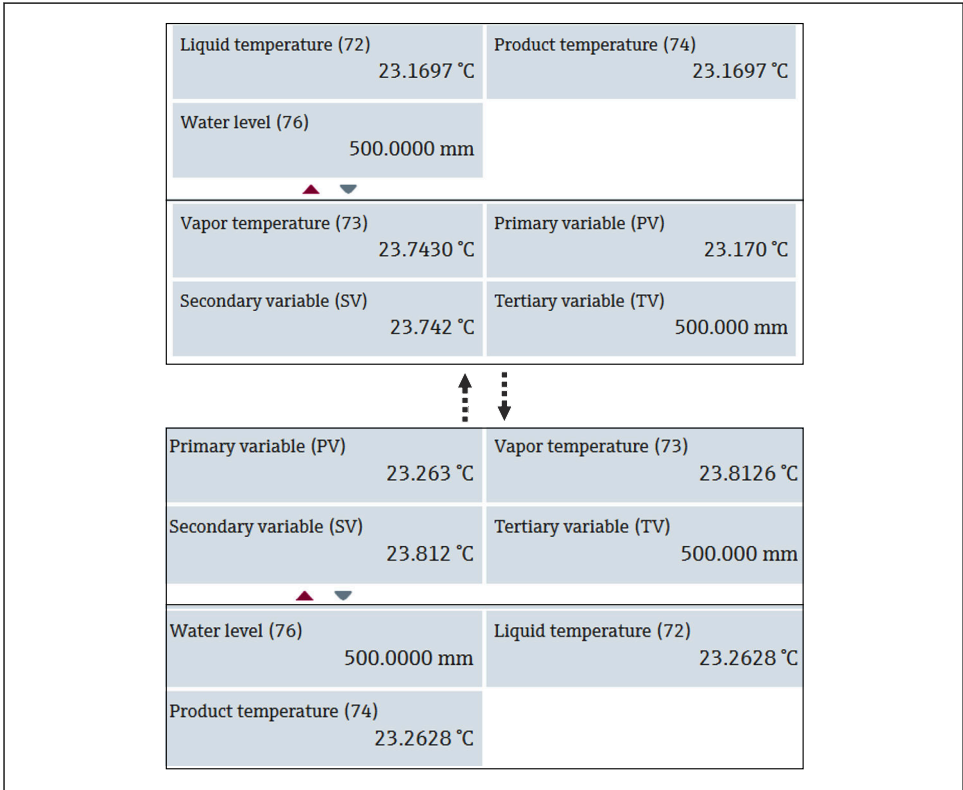 Liquid temperature (72)
23.1697 °C
Product temperature (74)
23.1697 °C
Water level (76)
500.0000 mm
Vapor temperature (73)
23.7430 °C
Primary variable (PV)
23.170 °C
Secondary variable (SV)
23.742 °C
Tertiary variable (TV)
500.000 mm
Primary variable (PV)
23.263 °C
Vapor temperature (73)
23.8126 °C
Secondary variable (SV)
23.812 °C
Tertiary variable (TV)
500.000 mm
Water level (76)
500.0000 mm
Liquid temperature (72)
23.2628 °C
Product temperature (74)
23.2628 °C